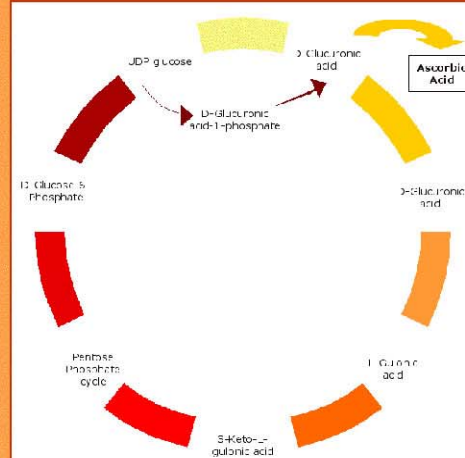 UDP glucose
D-Glucuronic
acid
Ascorbic
Acid
D-Glucuronic
acid-1-phosphate
D-Glucose 6
Phosphate
D-Glucuronic
acid
Pentose
Phosphate
cycle
L-Gulonic
acid
3-Keto-L-
gulonic acid